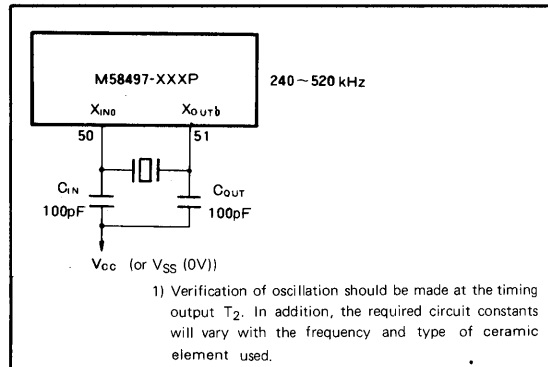 M58497-XXXP
240~520 kHz
XIN0 XOUTb
50 51
CIN COUT
100pF 100pF
VCC (or VSS (0V))
1) Verification of oscillation should be made at the timing
output T2. In addition, the required circuit constants
will vary with the frequency and type of ceramic
element used.